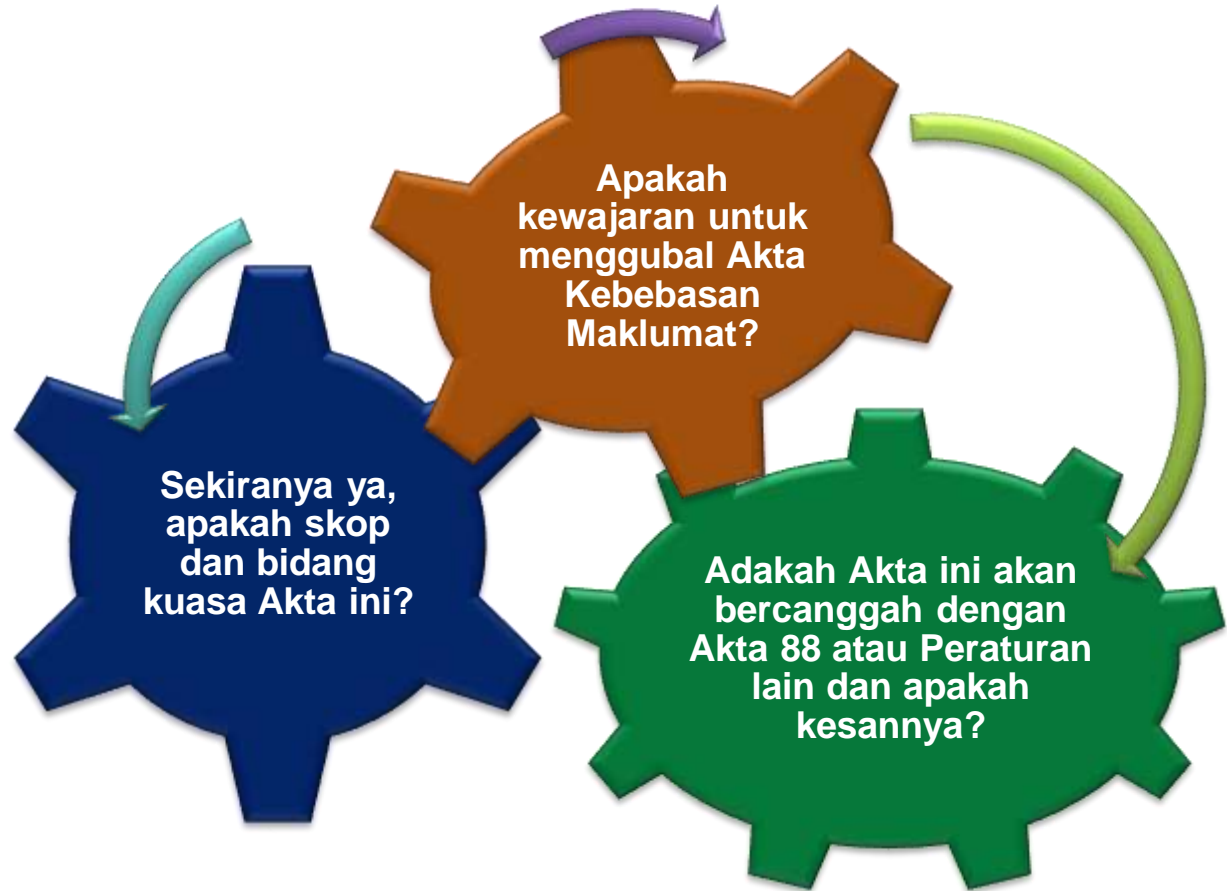 Apakah
kewajaran untuk
menggubal Akta
Kebebasan
Maklumat?
Sekiranya ya,
apakah skop
dan bidang
kuasa Akta ini?
Adakah Akta ini akan
bercanggah dengan
Akta 88 atau Peraturan
lain dan apakah
kesannya?